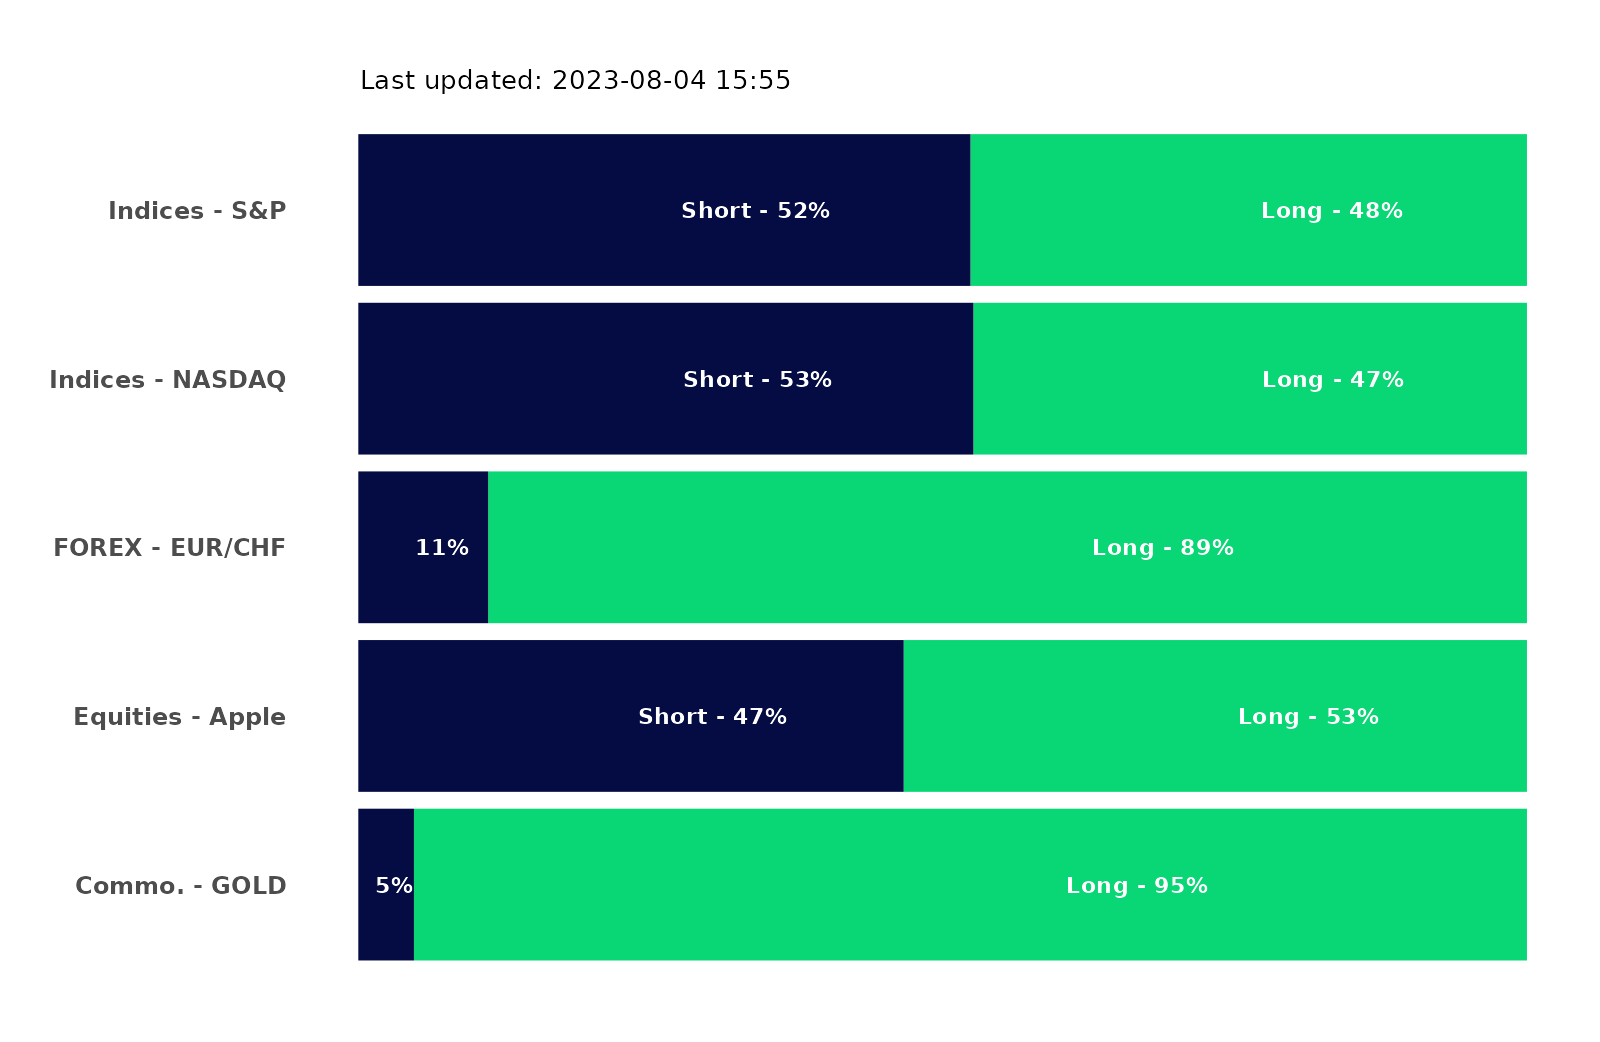 Last updated: 2023-08-04 15:55
Indices - S&P Short - 52% Long - 48%
Indices - NASDAQ Short - 53% Long - 47%
FOREX - EUR/CHF 11% Long - 89%
Equities - Apple Short - 47% Long - 53%
Commo. - GOLD 5% Long - 95%